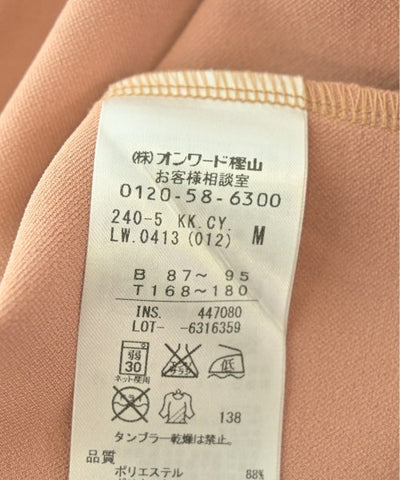 (株)オンワード樫山
お客様相談室
0120-58-6300
240-5 KK.CY.
LW.0413(012) M
B 87～ 95
T 168～180
INS. 447080
LOT- -6316359
弱
30 低
ネット使用
138
タンブラー乾燥は禁止。
品質
ポリエステル 88%